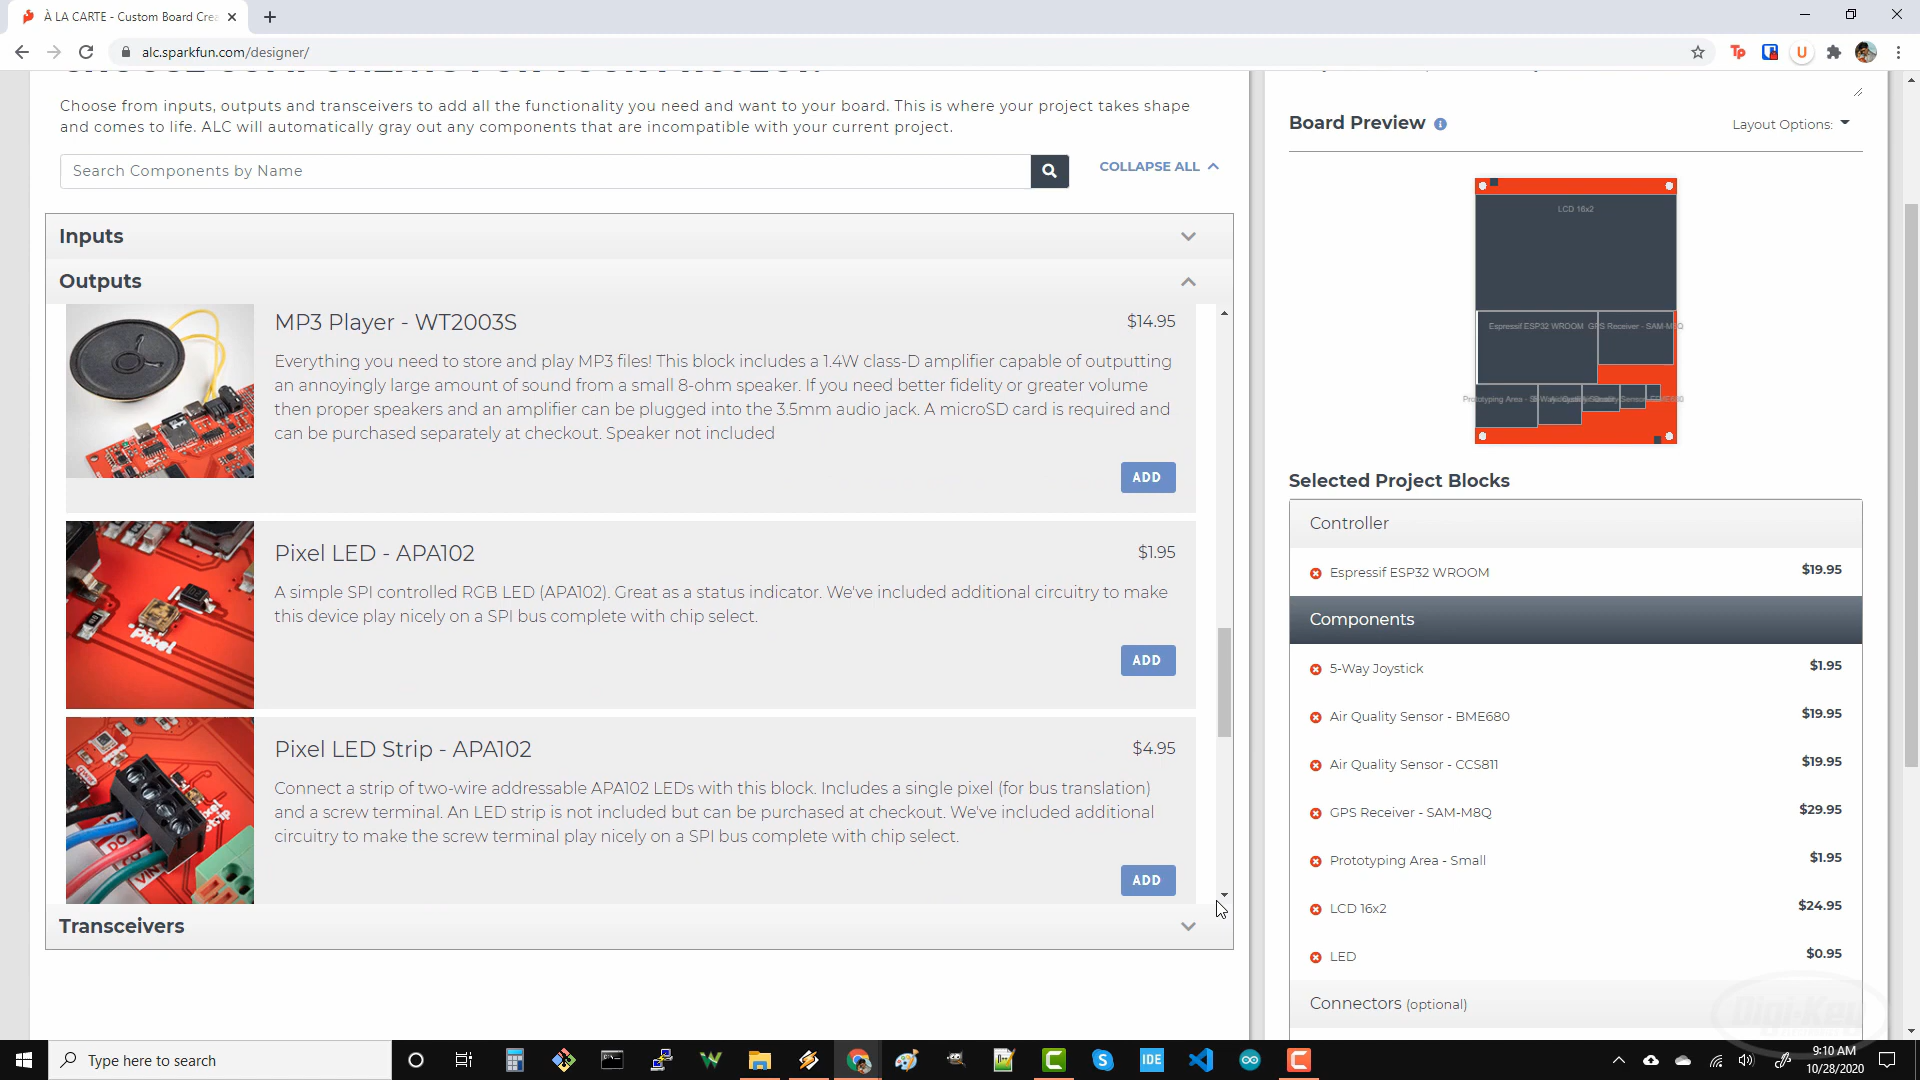 À LA CARTE - Custom Board Crea
alc.sparkfun.com/designer/
Choose from inputs, outputs and transceivers to add all the functionality you need and want to your board. This is where your project takes shape
and comes to life. ALC will automatically gray out any components that are incompatible with your current project.
Search Components by Name
COLLAPSE ALL
Inputs
Outputs
MP3 Player - WT2003S
$14.95
Everything you need to store and play MP3 files! This block includes a 1.4W class-D amplifier capable of outputting
an annoyingly large amount of sound from a small 8-ohm speaker. If you need better fidelity or greater volume
then proper speakers and an amplifier can be plugged into the 3.5mm audio jack. A microSD card is required and
can be purchased separately at checkout. Speaker not included
ADD
Pixel LED - APA102
$1.95
A simple SPI controlled RGB LED (APA102). Great as a status indicator. We've included additional circuitry to make
this device play nicely on a SPI bus complete with chip select.
Pixel
ADD
Pixel LED Strip - APA102
$4.95
Connect a strip of two-wire addressable APA102 LEDs with this block. Includes a single pixel (for bus translation)
and a screw terminal. An LED strip is not included but can be purchased at checkout. We've included additional
circuitry to make the screw terminal play nicely on a SPI bus complete with chip select.
VIN
ADD
Transceivers
Board Preview
Layout Options:
LCD 16x2
Espressif ESP32 WROOM
GPS Receiver - SAM-M8Q
Prototyping Area - S
Selected Project Blocks
Controller
Espressif ESP32 WROOM
$19.95
Components
5-Way Joystick
$1.95
Air Quality Sensor - BME680
$19.95
Air Quality Sensor - CCS811
$19.95
GPS Receiver - SAM-M8Q
$29.95
Prototyping Area - Small
$1.95
LCD 16x2
$24.95
LED
$0.95
Connectors (optional)
Digi-Key
Type here to search
IDE
9:10 AM
10/28/2020